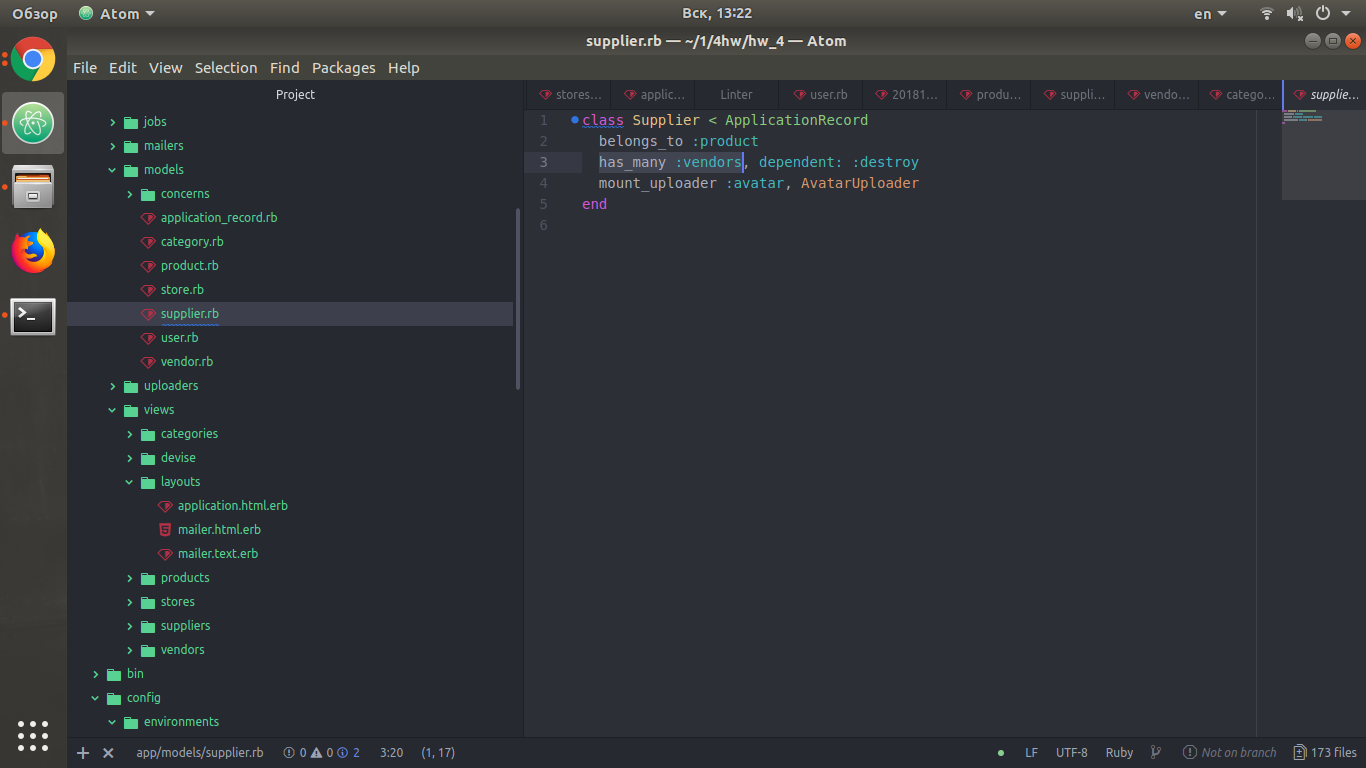 Обзор Atom Вск, 13:22 en
supplier.rb — ~/1/4hw/hw_4 — Atom
File Edit View Selection Find Packages Help
Project
stores… applic… Linter user.rb 20181… produ… suppli… vendo… catego… supplie…
jobs
mailers
models
concerns
application_record.rb
category.rb
product.rb
store.rb
supplier.rb
user.rb
vendor.rb
uploaders
views
categories
devise
layouts
application.html.erb
mailer.html.erb
mailer.text.erb
products
stores
suppliers
vendors
bin
config
environments
1 class Supplier < ApplicationRecord
2 belongs_to :product
3 has_many :vendors, dependent: :destroy
4 mount_uploader :avatar, AvatarUploader
5 end
6
app/models/supplier.rb 0 0 2 3:20 (1, 17) LF UTF-8 Ruby Not on branch 173 files